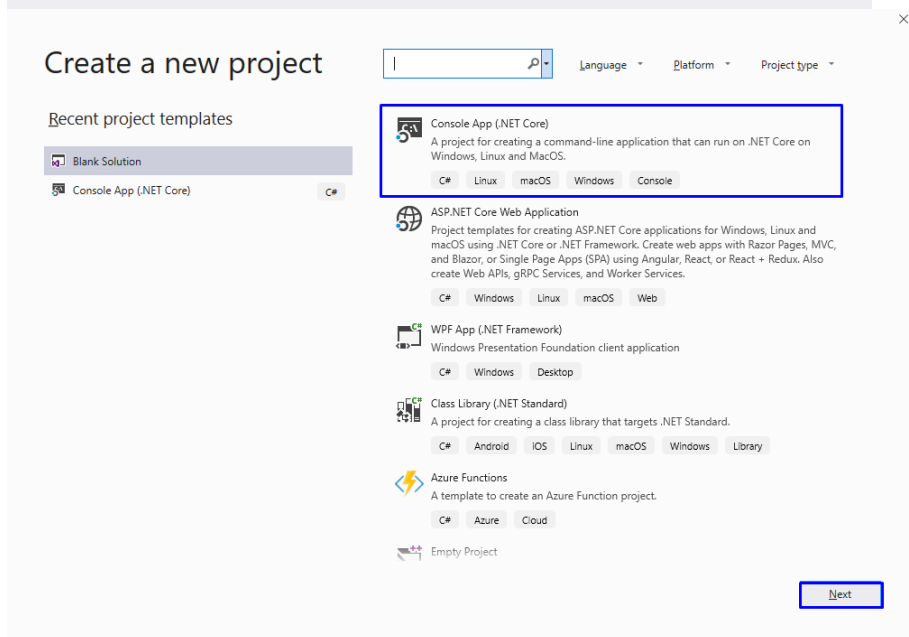 Create a new project
Language
Platform
Project type
Recent project templates
Blank Solution
Console App (.NET Core)
C#
Console App (.NET Core)
A project for creating a command-line application that can run on .NET Core on
Windows, Linux and MacOS.
C# Linux macOS Windows Console
ASP.NET Core Web Application
Project templates for creating ASP.NET Core applications for Windows, Linux and
macOS using .NET Core or .NET Framework. Create web apps with Razor Pages, MVC,
and Blazor, or Single Page Apps (SPA) using Angular, React, or React + Redux. Also
create Web APIs, gRPC Services, and Worker Services.
C# Windows Linux macOS Web
WPF App (.NET Framework)
Windows Presentation Foundation client application
C# Windows Desktop
Class Library (.NET Standard)
A project for creating a class library that targets .NET Standard.
C# Android IOS Linux macOS Windows Library
Azure Functions
A template to create an Azure Function project.
C# Azure Cloud
Empty Project
Next